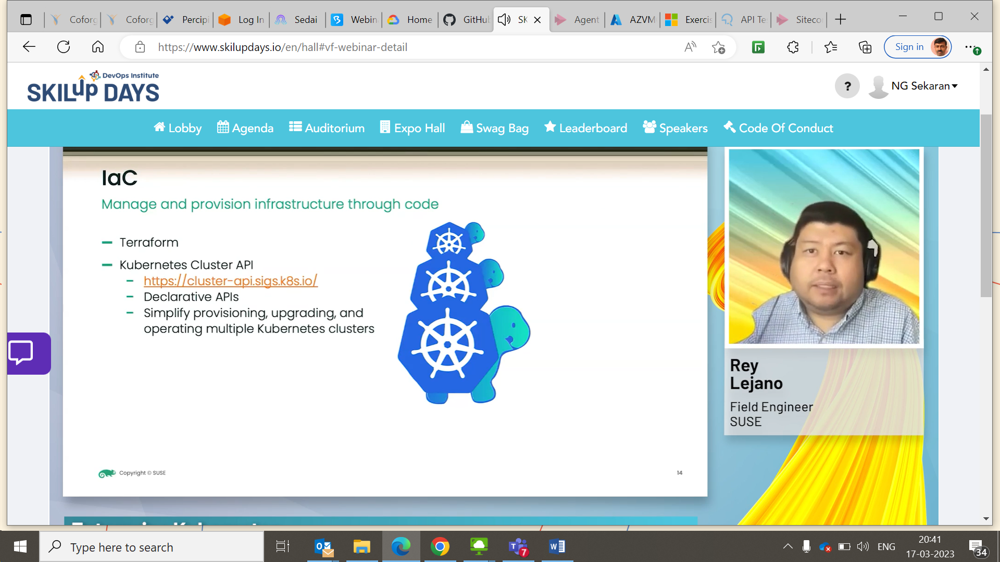 Coforg
Coforg
Percipi
Log In
Sedai
Webin
Home
GitHub
SK
Agent
AZVM
Exercis
API Te
Siteco
https://www.skilupdays.io/en/hall#vf-webinar-detail
Sign in
DevOps Institute
SKILup DAYS
?
NG Sekaran
Lobby
Agenda
Auditorium
Expo Hall
Swag Bag
Leaderboard
Speakers
Code Of Conduct
IaC
Manage and provision infrastructure through code
Terraform
Kubernetes Cluster API
https://cluster-api.sigs.k8s.io/
Declarative APIs
Simplify provisioning, upgrading, and
operating multiple Kubernetes clusters
Copyright © SUSE
14
Rey
Lejano
Field Engineer
SUSE
Type here to search
7
ENG
20:41
17-03-2023
34